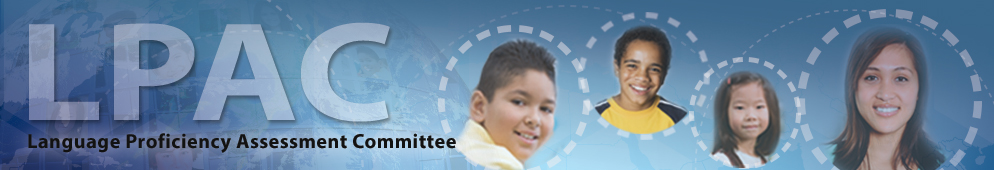 LPAC
Language Proficiency Assessment Committee